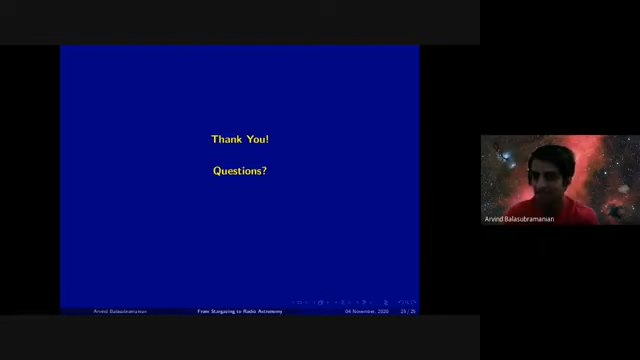 Thank You!
Questions?
Arvind Balasubramanian
Arvind Balasubramanian From Stargazing to Radio Astronomy 04 November, 2020 25 / 25